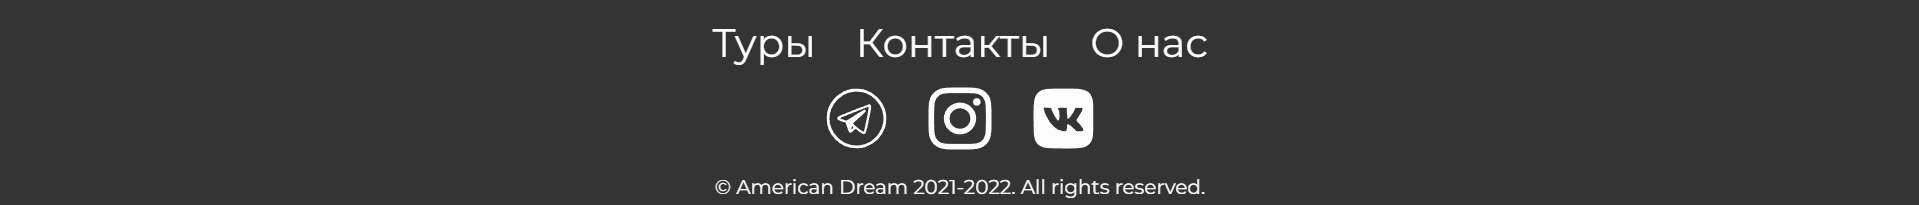 Туры Контакты О нас
© American Dream 2021-2022. All rights reserved.